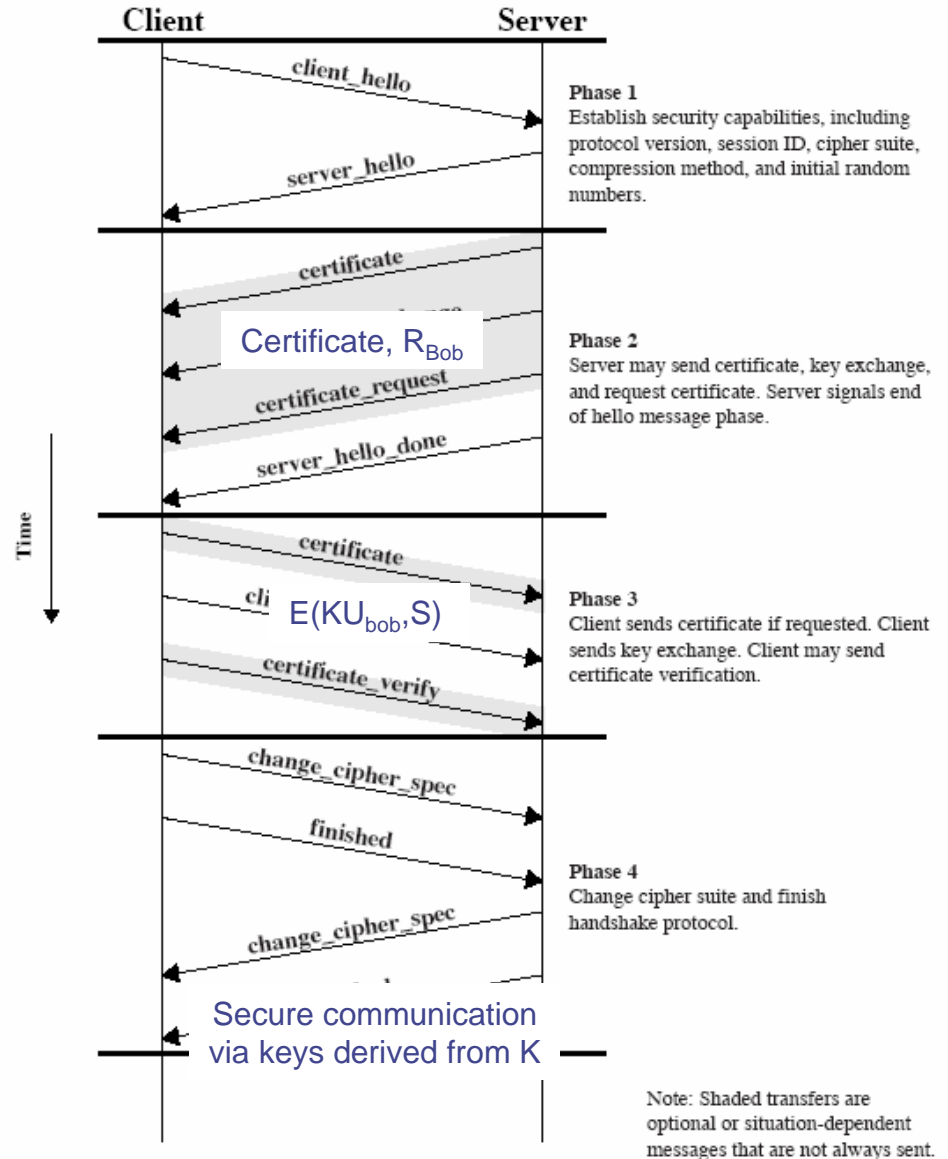 Client
Server
client_hello
server_hello
Phase 1
Establish security capabilities, including
protocol version, session ID, cipher suite,
compression method, and initial random
numbers.
certificate
Certificate, R_Bob
certificate_request
server_hello_done
Phase 2
Server may send certificate, key exchange,
and request certificate. Server signals end
of hello message phase.
Time
certificate
E(KU_bob,S)
certificate_verify
Phase 3
Client sends certificate if requested. Client
sends key exchange. Client may send
certificate verification.
change_cipher_spec
finished
change_cipher_spec
Phase 4
Change cipher suite and finish
handshake protocol.
Secure communication
via keys derived from K
Note: Shaded transfers are
optional or situation-dependent
messages that are not always sent.